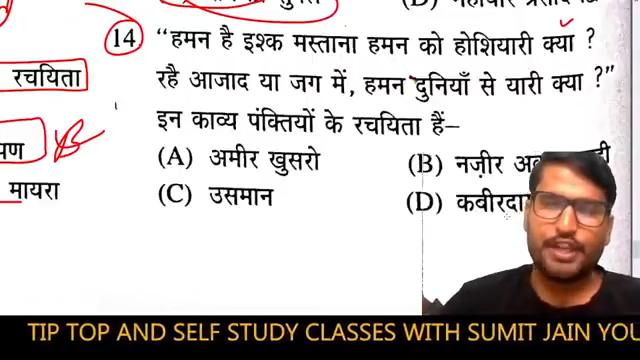 (D) महावीर
14 "हमन है इश्क मस्ताना हमन को होशियारी क्या ?
रचयिता रहै आजाद या जग में, हमन दुनियाँ से यारी क्या ?"
इन काव्य पंक्तियों के रचयिता हैं–
(A) अमीर खुसरो (B) नज़ीर
मायरा (C) उसमान (D) कबीरदा
TIP TOP AND SELF STUDY CLASSES WITH SUMIT JAIN YOU